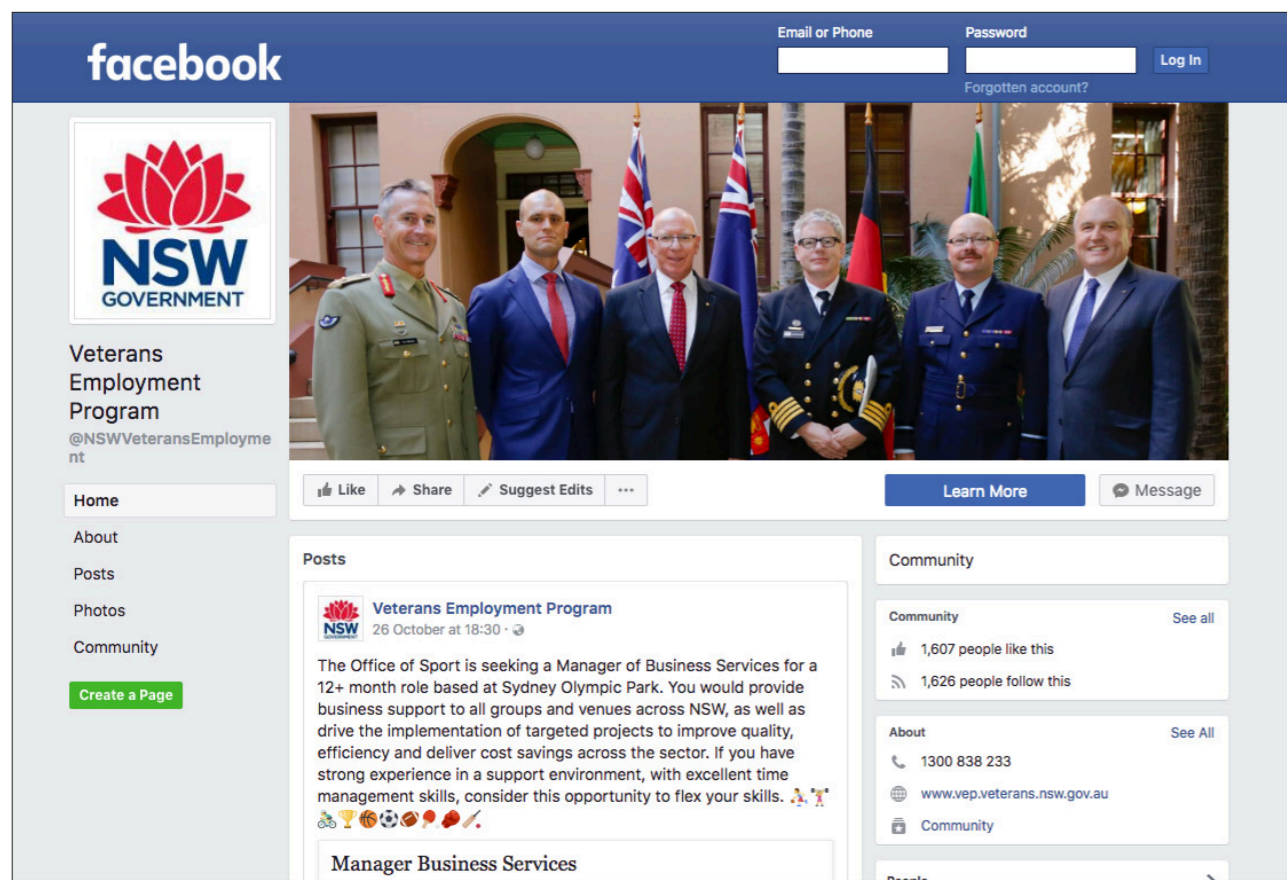 facebook
Email or Phone
Password
Log In
Forgotten account?
NSW
GOVERNMENT
Veterans
Employment
Program
@NSWVeteransEmployme
nt
Home
About
Posts
Photos
Community
Create a Page
Like
Share
Suggest Edits
Learn More
Message
Posts
NSW
GOVERNMENT
Veterans Employment Program
26 October at 18:30 ·
The Office of Sport is seeking a Manager of Business Services for a
12+ month role based at Sydney Olympic Park. You would provide
business support to all groups and venues across NSW, as well as
drive the implementation of targeted projects to improve quality,
efficiency and deliver cost savings across the sector. If you have
strong experience in a support environment, with excellent time
management skills, consider this opportunity to flex your skills.
Manager Business Services
Community
Community
See all
1,607 people like this
1,626 people follow this
About
See All
1300 838 233
www.vep.veterans.nsw.gov.au
Community
People